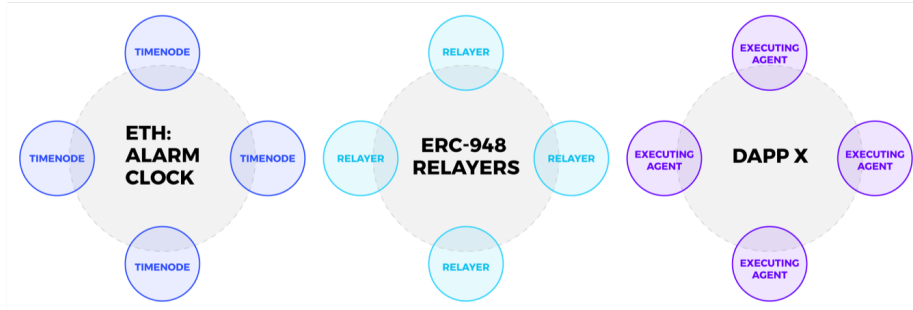 TIMENODE
TIMENODE
ETH:
ALARM
CLOCK
TIMENODE
TIMENODE
RELAYER
RELAYER
ERC-948
RELAYERS
RELAYER
RELAYER
EXECUTING
AGENT
EXECUTING
AGENT
DAPP X
EXECUTING
AGENT
EXECUTING
AGENT